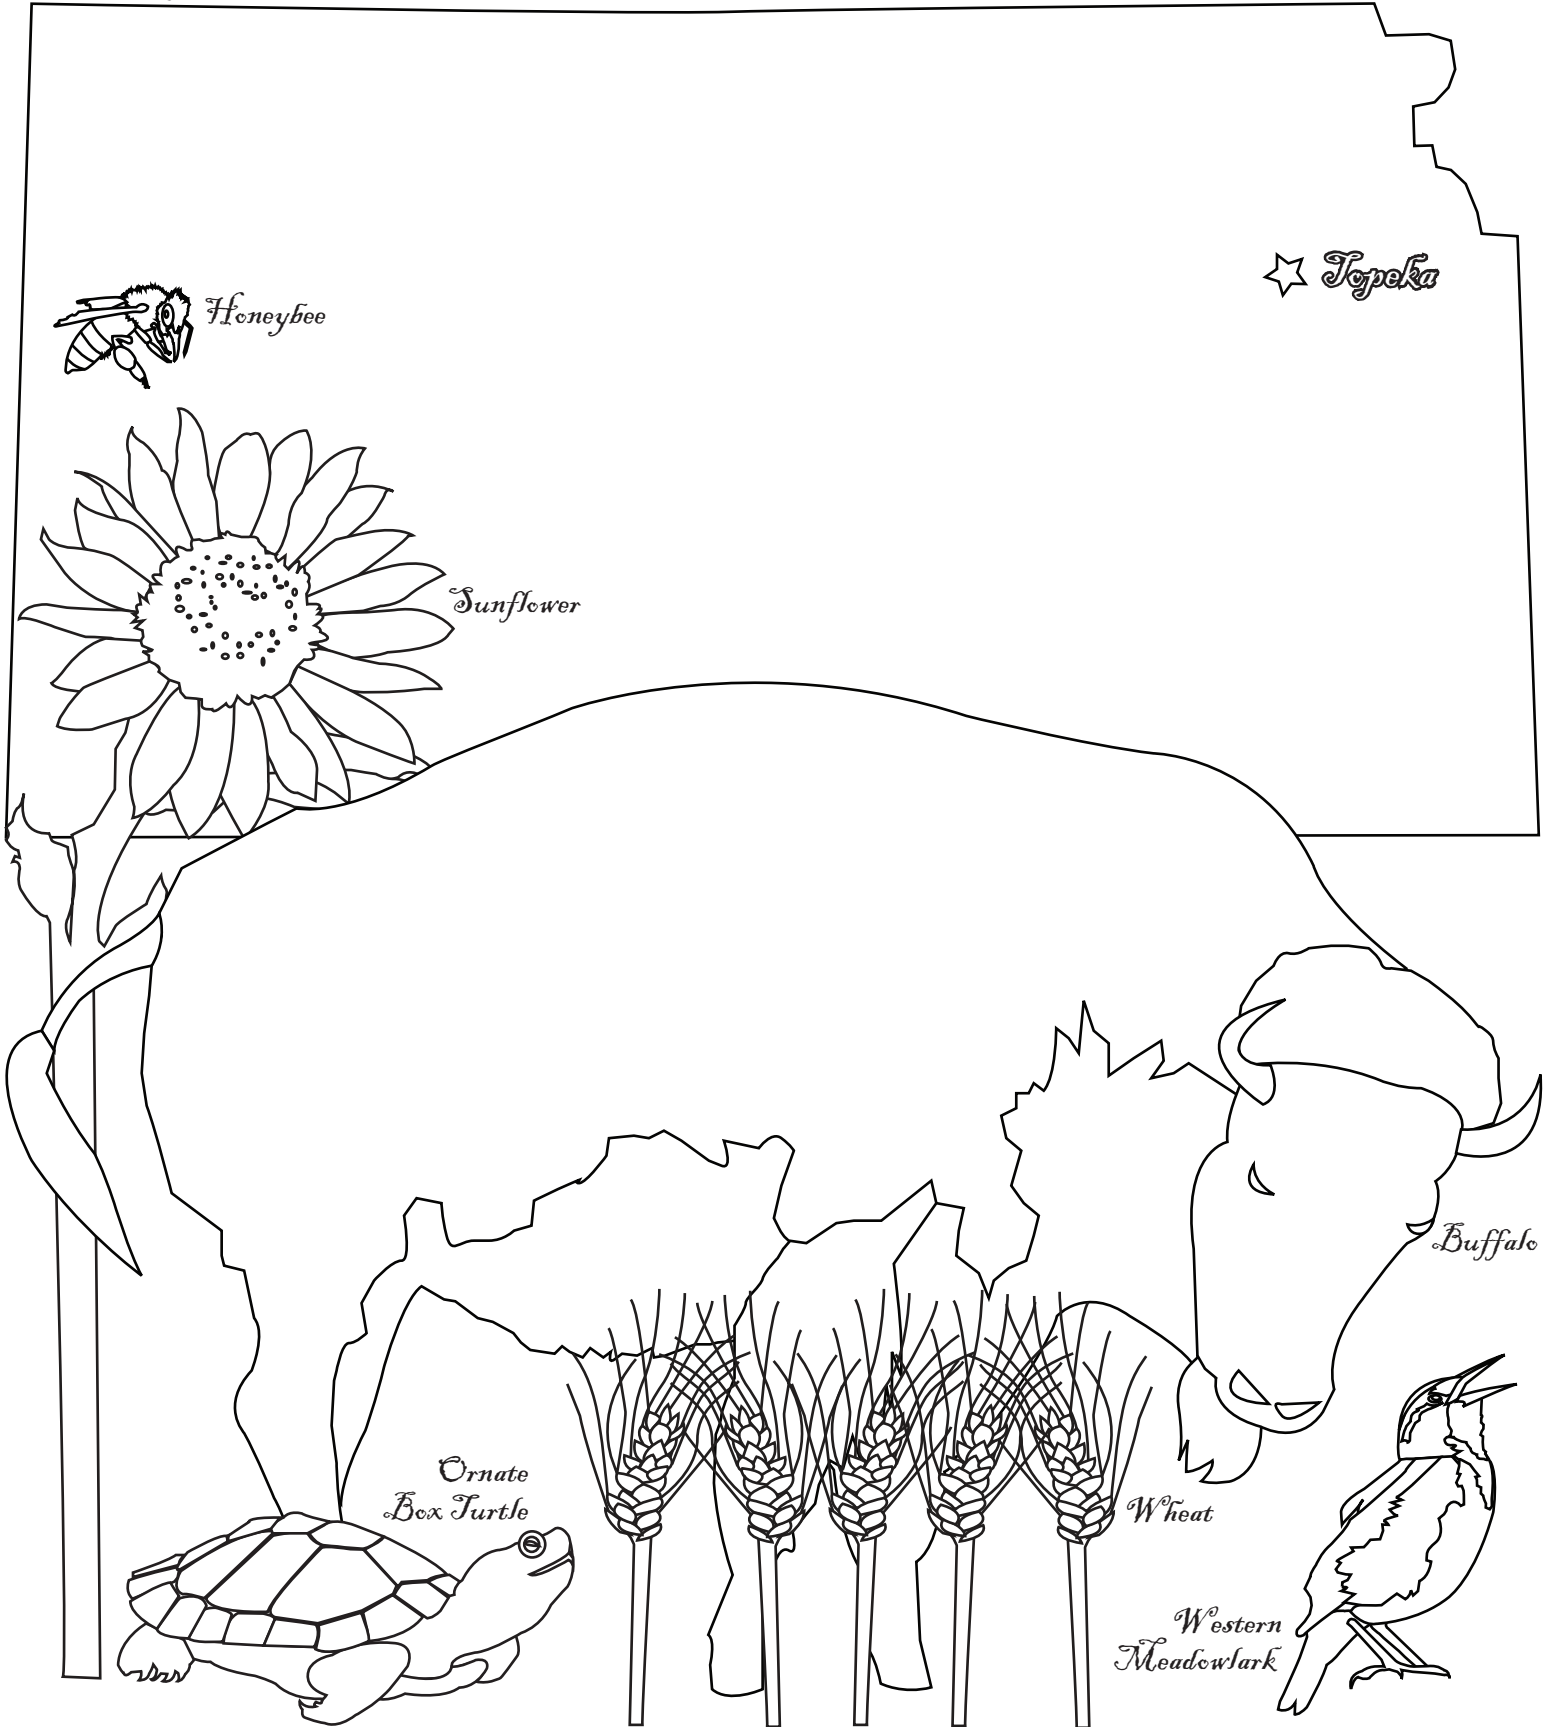 Topeka
Honeybee
Sunflower
Buffalo
Ornate
Box Turtle
Wheat
Western
Meadowlark